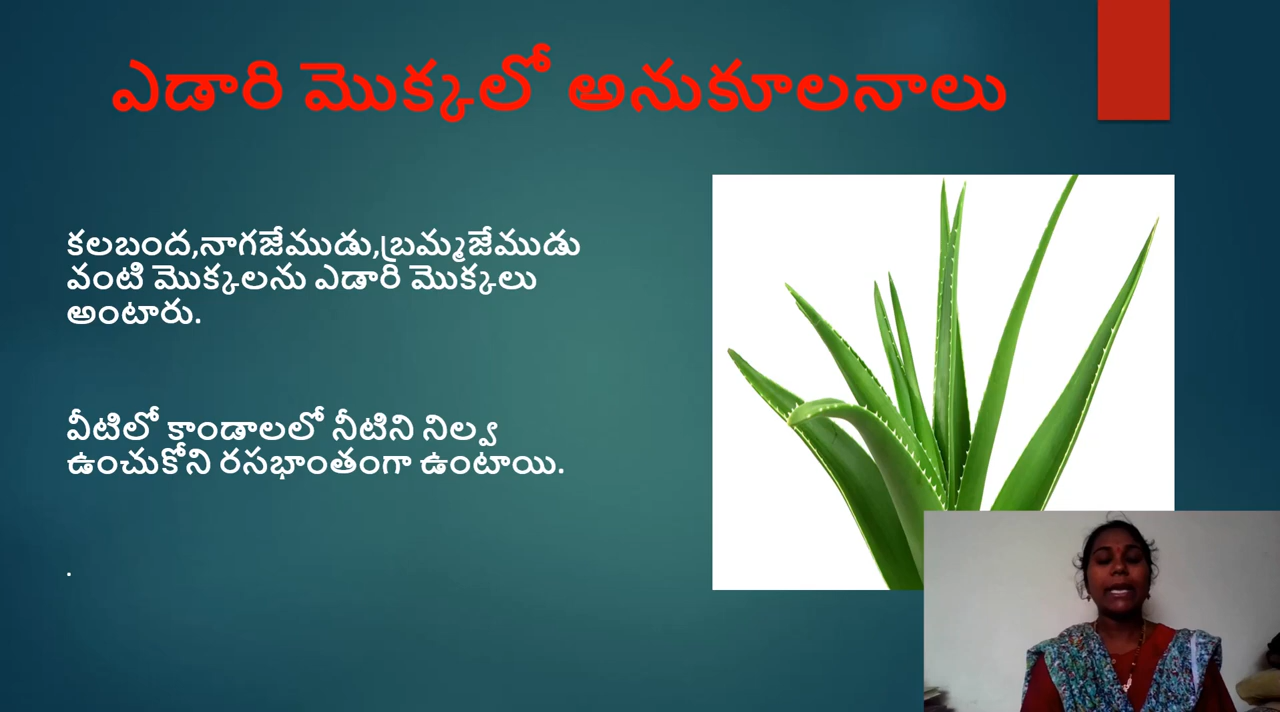 ఎడారి మొక్కలో అనుకూలనాలు
కలబంద,నాగజేముడు,బ్రమ్మజేముడు
వంటి మొక్కలను ఎడారి మొక్కలు
అంటారు.
వీటిలో కాండాలలో నీటిని నిల్వ
ఉంచుకోని రసభాంతంగా ఉంటాయి.
.